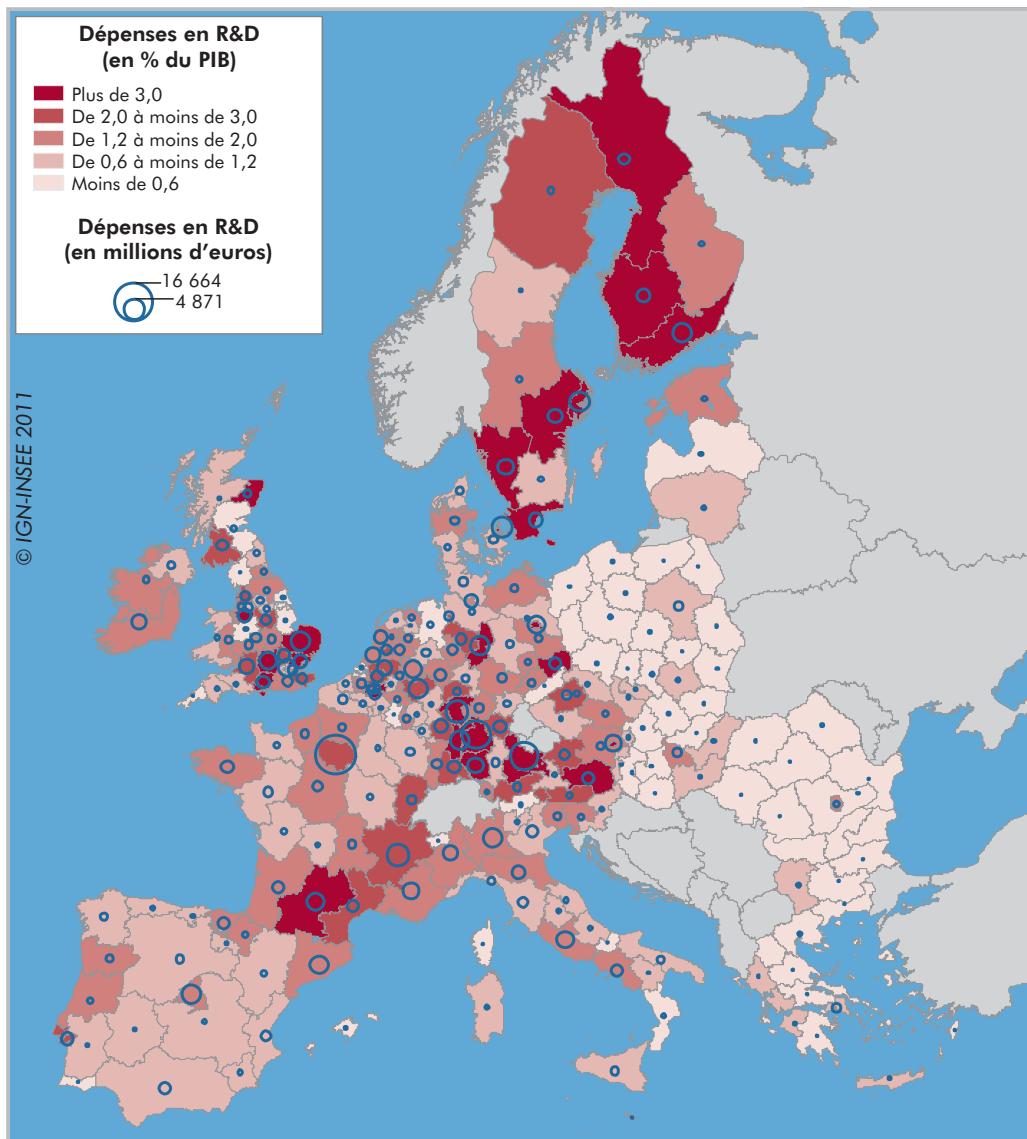 Dépenses en R&D
(en % du PIB)
Plus de 3,0
De 2,0 à moins de 3,0
De 1,2 à moins de 2,0
De 0,6 à moins de 1,2
Moins de 0,6
Dépenses en R&D
(en millions d’euros)
16 664
4 871
© IGN-INSEE 2011